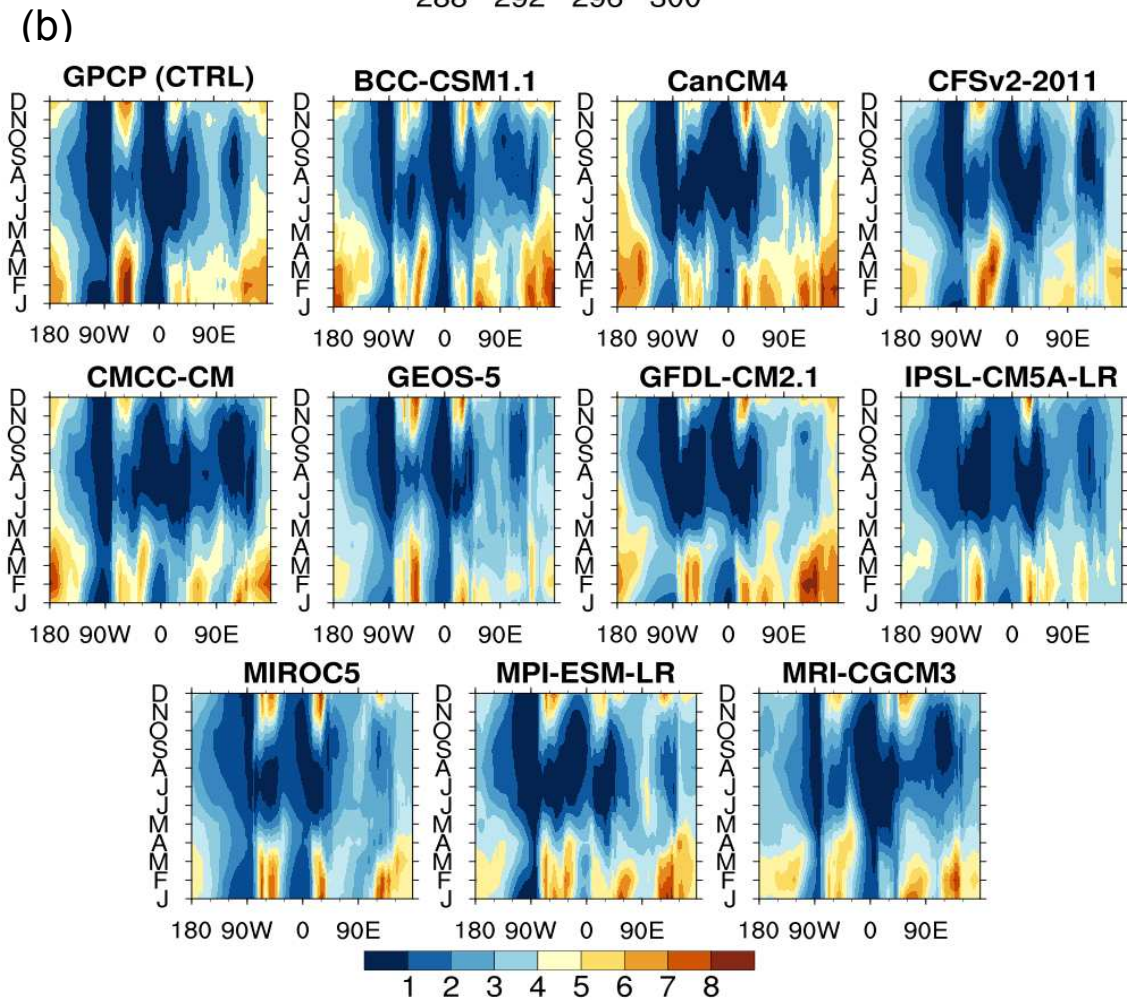 288 292 296 300
(b)
GPCP (CTRL) BCC-CSM1.1 CanCM4 CFSv2-2011
D D D D
N N N N
O O O O
S S S S
A A A A
J J J J
J J J J
M M M M
A A A A
M M M M
F F F F
J J J J
180 90W 0 90E 180 90W 0 90E 180 90W 0 90E 180 90W 0 90E
CMCC-CM GEOS-5 GFDL-CM2.1 IPSL-CM5A-LR
D D D D
N N N N
O O O O
S S S S
A A A A
J J J J
J J J J
M M M M
A A A A
M M M M
F F F F
J J J J
180 90W 0 90E 180 90W 0 90E 180 90W 0 90E 180 90W 0 90E
MIROC5 MPI-ESM-LR MRI-CGCM3
D D D
N N N
O O O
S S S
A A A
J J J
J J J
M M M
A A A
M M M
F F F
J J J
180 90W 0 90E 180 90W 0 90E 180 90W 0 90E
1 2 3 4 5 6 7 8